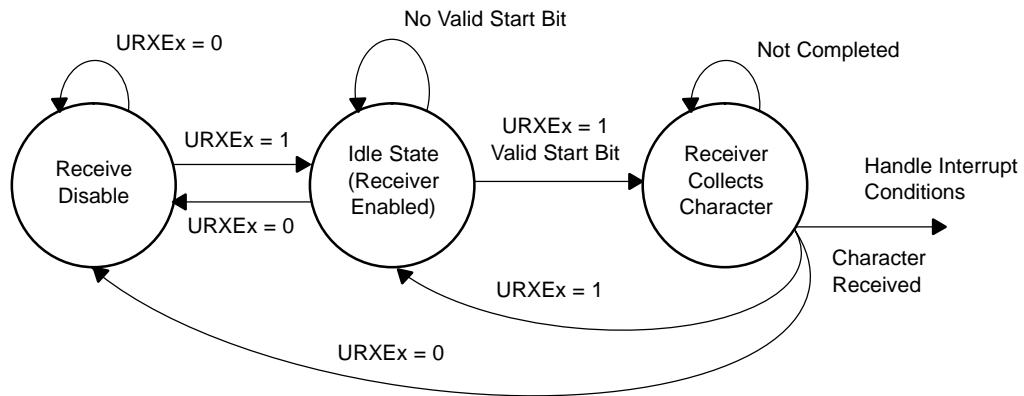 No Valid Start Bit
URXEx = 0
Not Completed
URXEx = 1
URXEx = 1
Valid Start Bit
Receive
Disable
Idle State
(Receiver
Enabled)
Receiver
Collects
Character
Handle Interrupt
Conditions
URXEx = 0
Character
Received
URXEx = 1
URXEx = 0